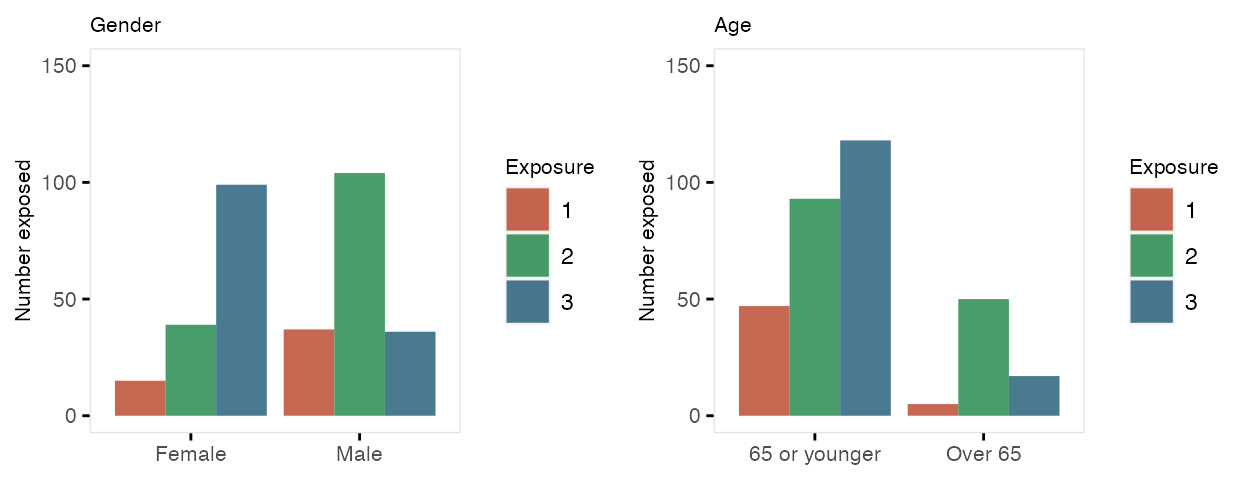 Gender
150
100
50
0
Number exposed
Female Male
Exposure
1
2
3
Age
150
100
50
0
Number exposed
65 or younger Over 65
Exposure
1
2
3